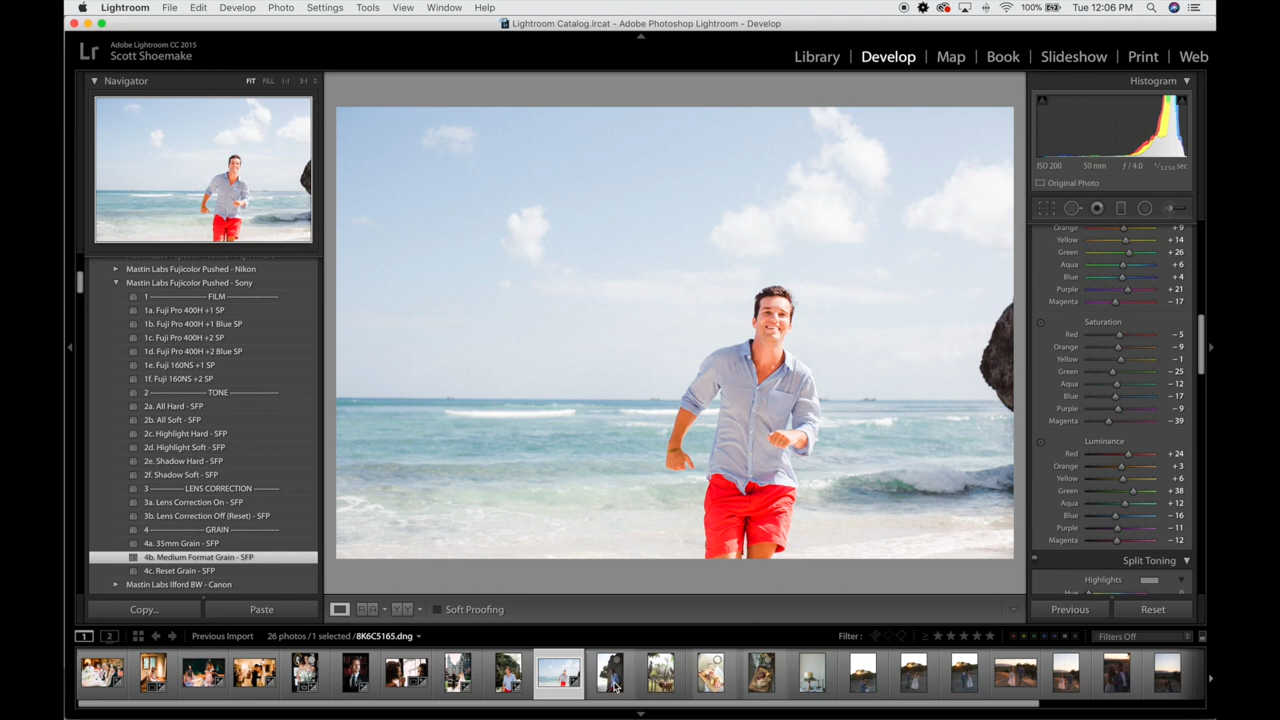 Lightroom File Edit Develop Photo Settings Tools View Window Help 100% Tue 12:06 PM
Lightroom Catalog.lrcat - Adobe Photoshop Lightroom - Develop
Lr Adobe Lightroom CC 2015
Scott Shoemake
Library | Develop | Map | Book | Slideshow | Print | Web
Navigator FIT FILL 1:1 3:1
Histogram
ISO 200 50 mm ƒ / 4.0 1/1250 sec
Original Photo
Mastin Labs Fujicolor Pushed - Nikon
Mastin Labs Fujicolor Pushed - Sony
1 -------------------- FILM --------------------
1a. Fuji Pro 400H +1 SP
1b. Fuji Pro 400H +1 Blue SP
1c. Fuji Pro 400H +2 SP
1d. Fuji Pro 400H +2 Blue SP
1e. Fuji 160NS +1 SP
1f. Fuji 160NS +2 SP
2 -------------------- TONE --------------------
2a. All Hard - SFP
2b. All Soft - SFP
2c. Highlight Hard - SFP
2d. Highlight Soft - SFP
2e. Shadow Hard - SFP
2f. Shadow Soft - SFP
3 ------------ LENS CORRECTION ----------
3a. Lens Correction On - SFP
3b. Lens Correction Off (Reset) - SFP
4 -------------------- GRAIN -------------------
4a. 35mm Grain - SFP
4b. Medium Format Grain - SFP
4c. Reset Grain - SFP
Mastin Labs Ilford BW - Canon
Copy... Paste
Orange + 9
Yellow + 14
Green + 26
Aqua + 6
Blue + 4
Purple + 21
Magenta - 17
Saturation
Red - 5
Orange - 9
Yellow - 1
Green - 25
Aqua - 12
Blue - 17
Purple - 9
Magenta - 39
Luminance
Red + 24
Orange + 3
Yellow + 6
Green + 38
Aqua + 12
Blue - 16
Purple - 11
Magenta - 12
Split Toning
Highlights
Hue 0
Previous Reset
Soft Proofing
1 2 Previous Import 26 photos / 1 selected / 8K6C5165.dng
Filter: ≥ ★★★★★ Filters Off